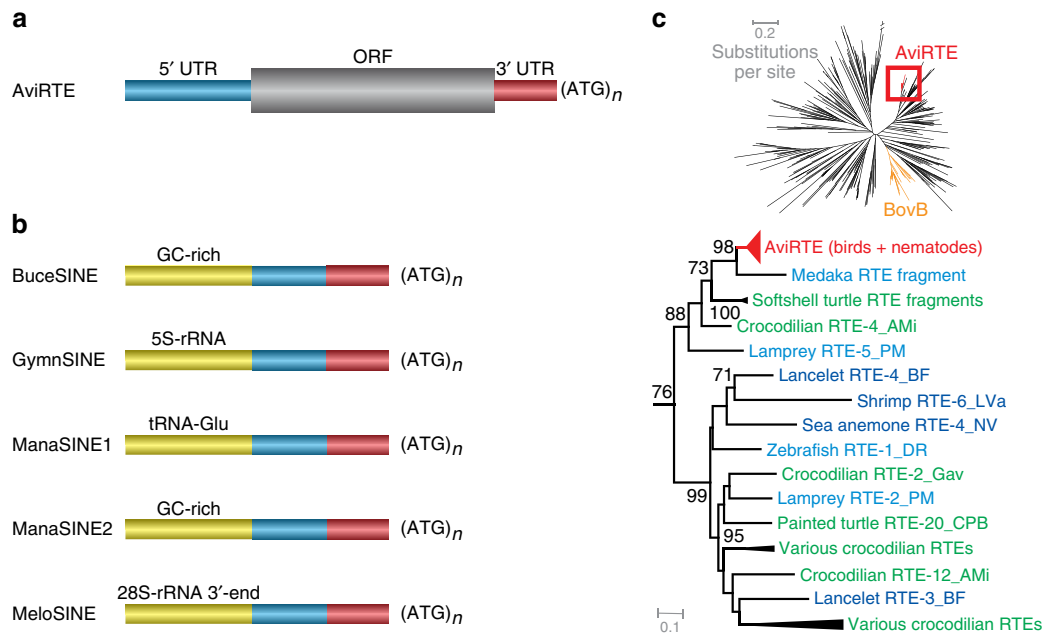 a
5′ UTR
ORF
3′ UTR
AviRTE
(ATG)n
b
GC-rich
BuceSINE
(ATG)n
5S-rRNA
GymnSINE
(ATG)n
tRNA-Glu
ManaSINE1
(ATG)n
GC-rich
ManaSINE2
(ATG)n
28S-rRNA 3′-end
MeloSINE
(ATG)n
c
0.2
Substitutions
per site
AviRTE
BovB
98
AviRTE (birds + nematodes)
73
Medaka RTE fragment
Softshell turtle RTE fragments
100
88
Crocodilian RTE-4_AMi
Lamprey RTE-5_PM
76
71
Lancelet RTE-4_BF
Shrimp RTE-6_LVa
Sea anemone RTE-4_NV
Zebrafish RTE-1_DR
99
Crocodilian RTE-2_Gav
Lamprey RTE-2_PM
Painted turtle RTE-20_CPB
95
Various crocodilian RTEs
Crocodilian RTE-12_AMi
Lancelet RTE-3_BF
Various crocodilian RTEs
0.1